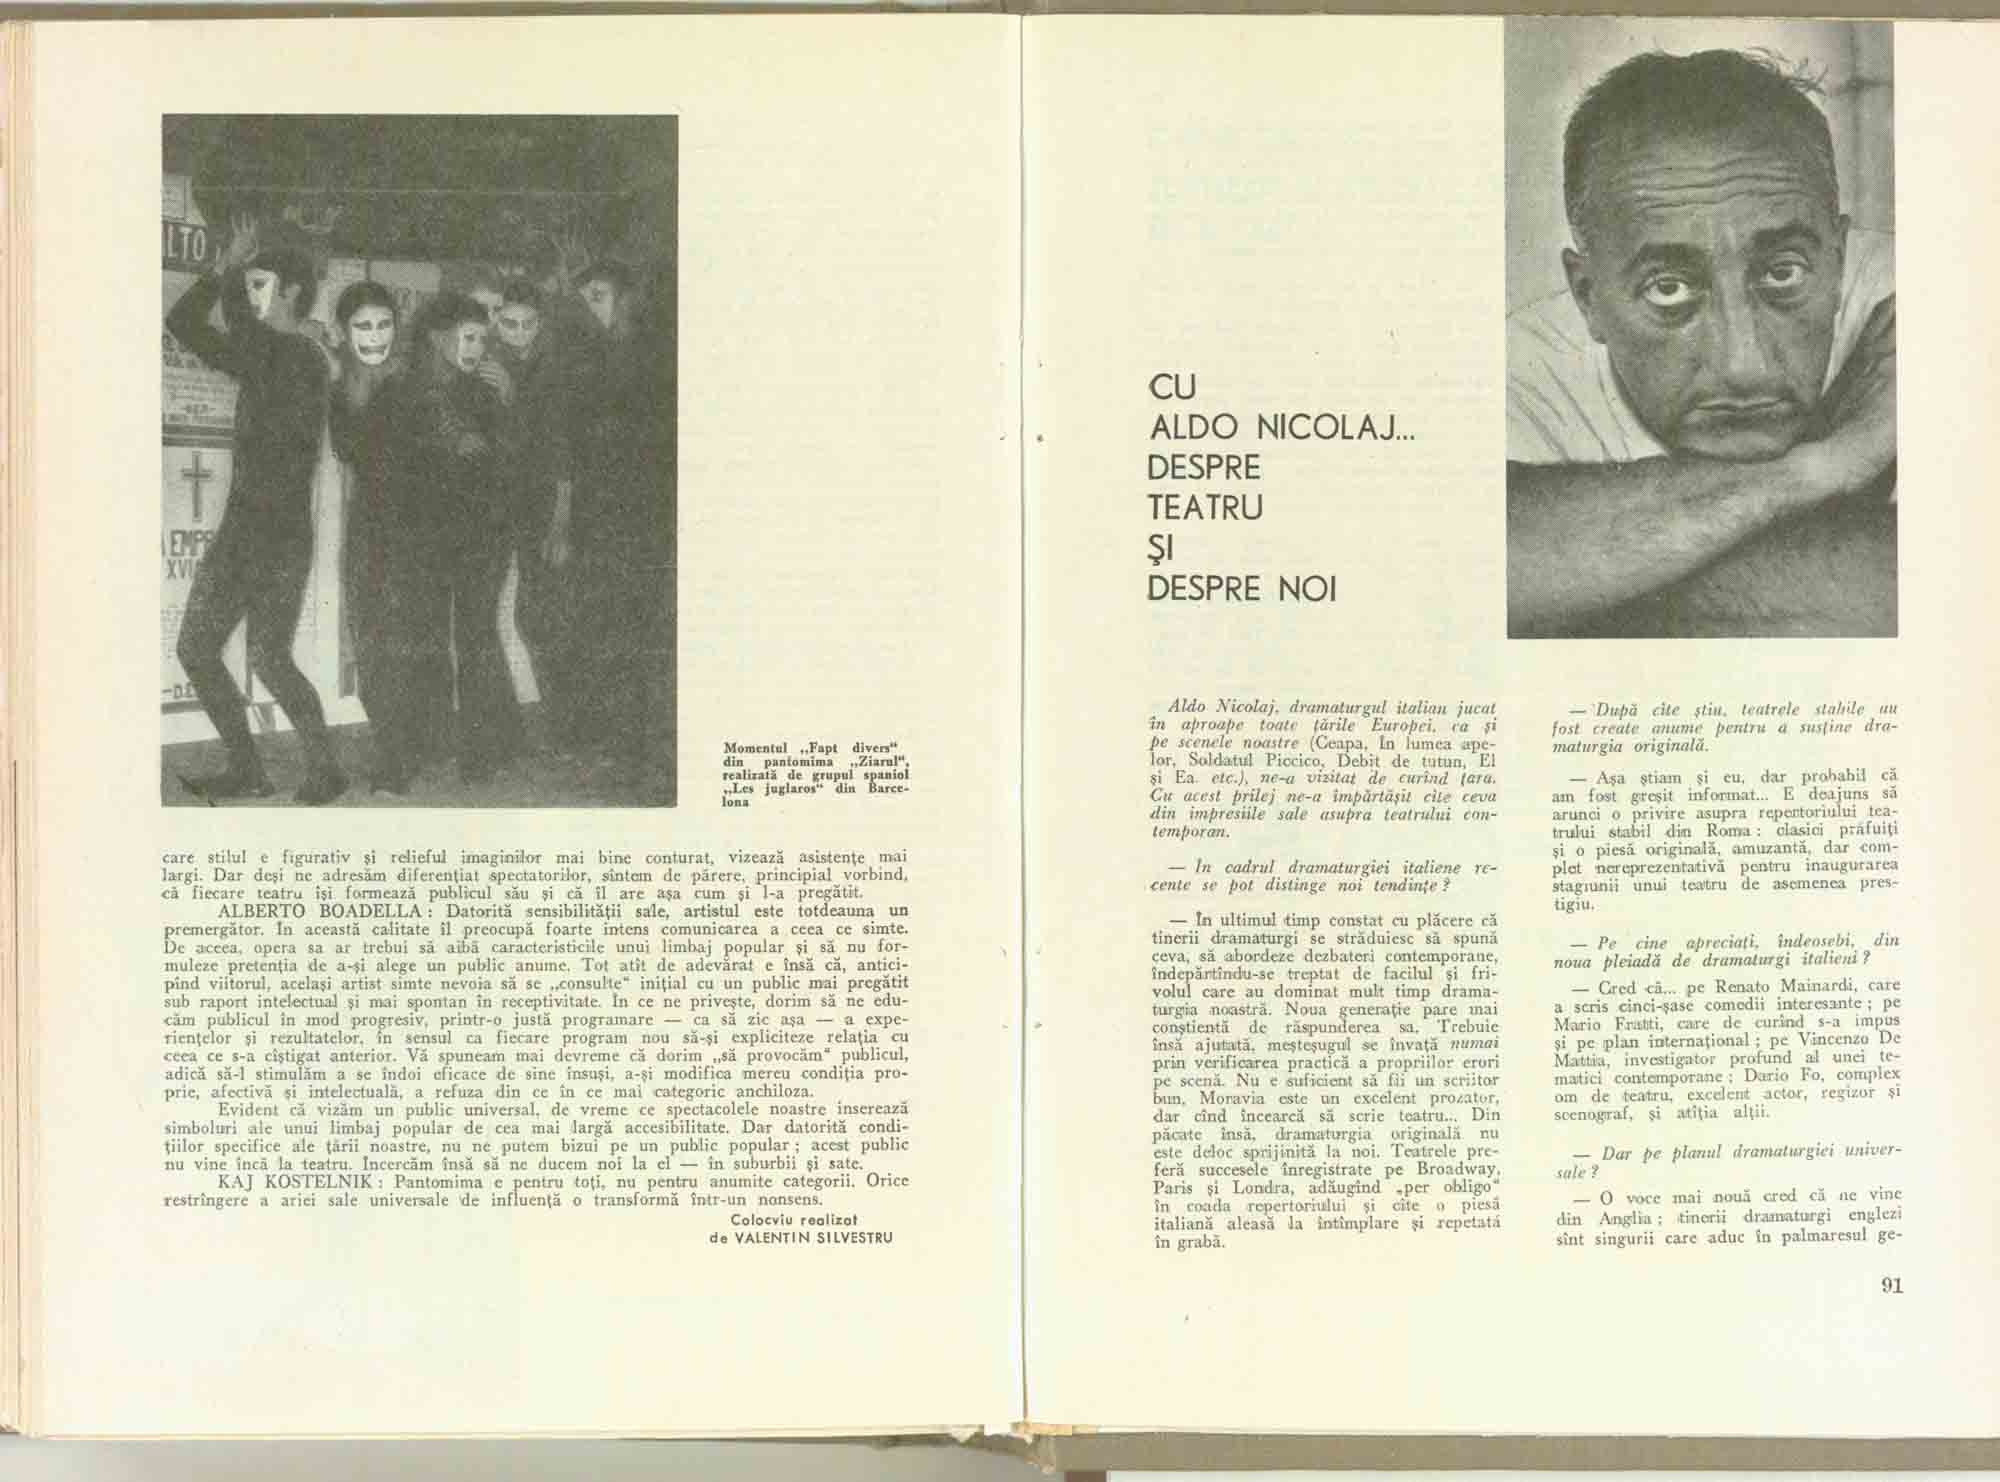 LTO
EMPR
XVI
Momentul „Fapt divers“
din pantomima „Ziarul“,
realizată de grupul spaniol
„Les juglaros“ din Barce-
lona
care stilul e figurativ și relieful imaginilor mai bine conturat, vizează asistențe mai
largi. Dar deși ne adresăm diferențiat spectatorilor, sîntem de părere, principial vorbind,
că fiecare teatru își formează publicul său și că îl are așa cum și l-a pregătit.
ALBERTO BOADELLA : Datorită sensibilității sale, artistul este totdeauna un
premergător. In această calitate îl preocupă foarte intens comunicarea a ceea ce simte.
De aceea, opera sa ar trebui să aibă caracteristicile unui limbaj popular și să nu for-
muleze pretenția de a-și alege un public anume. Tot atît de adevărat e însă că, antici-
pînd viitorul, același artist simte nevoia să se „consulte“ inițial cu un public mai pregătit
sub raport intelectual și mai spontan în receptivitate. In ce ne privește, dorim să ne edu-
căm publicul în mod progresiv, printr-o justă programare — ca să zic așa — a expe-
riențelor și rezultatelor, în sensul ca fiecare program nou să-și expliciteze relația cu
ceea ce s-a cîștigat anterior. Vă spuneam mai devreme că dorim „să provocăm“ publicul,
adică să-l stimulăm a se îndoi eficace de sine însuși, a-și modifica mereu condiția pro-
prie, afectivă și intelectuală, a refuza din ce în ce mai categoric anchiloza.
Evident că vizăm un public universal, de vreme ce spectacolele noastre inserează
simboluri ale unui limbaj popular de cea mai largă accesibilitate. Dar datorită condi-
țiilor specifice ale țării noastre, nu ne putem bizui pe un public popular ; acest public
nu vine încă la teatru. Incercăm însă să ne ducem noi la el — în suburbii și sate.
KAJ KOSTELNIK : Pantomima e pentru toți, nu pentru anumite categorii. Orice
restrîngere a ariei sale universale de influență o transformă într-un nonsens.
Colocviu realizat
de VALENTIN SILVESTRU
CU
ALDO NICOLAJ...
DESPRE
TEATRU
ȘI
DESPRE NOI
Aldo Nicolaj, dramaturgul italian jucat
în aproape toate țările Europei, ca și
pe scenele noastre (Ceapa, In lumea ape-
lor, Soldatul Piccico, Debit de tutun, El
și Ea. etc.), ne-a vizitat de curînd țara.
Cu acest prilej ne-a împărtășit cîte ceva
din impresiile sale asupra teatrului con-
temporan.
— In cadrul dramaturgiei italiene re-
cente se pot distinge noi tendințe ?
— In ultimul timp constat cu plăcere că
tinerii dramaturgi se străduiesc să spună
ceva, să abordeze dezbateri contemporane,
îndepărtîndu-se treptat de facilul și fri-
volul care au dominat mult timp drama-
turgia noastră. Noua generație pare mai
conștientă de răspunderea sa. Trebuie
însă ajutată, meșteșugul se învață numai
prin verificarea practică a propriilor erori
pe scenă. Nu e suficient să fii un scriitor
bun, Moravia este un excelent prozator,
dar cînd încearcă să scrie teatru... Din
păcate însă, dramaturgia originală nu
este deloc sprijinită la noi. Teatrele pre-
feră succesele înregistrate pe Broadway,
Paris și Londra, adăugînd „per obligo“
în coada repertoriului și cîte o piesă
italiană aleasă la întîmplare și repetată
în grabă.
— După cîte știu, teatrele stabile au
fost create anume pentru a susține dra-
maturgia originală.
— Așa știam și eu, dar probabil că
am fost greșit informat... E deajuns să
arunci o privire asupra repertoriului tea-
trului stabil din Roma : clasici prăfuiți
și o piesă originală, amuzantă, dar com-
plet nereprezentativă pentru inaugurarea
stagiunii unui teatru de asemenea pres-
tigiu.
— Pe cine apreciați, îndeosebi, din
noua pleiadă de dramaturgi italieni ?
— Cred că... pe Renato Mainardi, care
a scris cinci-șase comedii interesante ; pe
Mario Fratti, care de curînd s-a impus
și pe plan internațional ; pe Vincenzo De
Mattia, investigator profund al unei te-
matici contemporane ; Dario Fo, complex
om de teatru, excelent actor, regizor și
scenograf, și atîția alții.
— Dar pe planul dramaturgiei univer-
sale ?
— O voce mai nouă cred că ne vine
din Anglia ; tinerii dramaturgi englezi
sînt singurii care aduc în palmaresul ge-
91